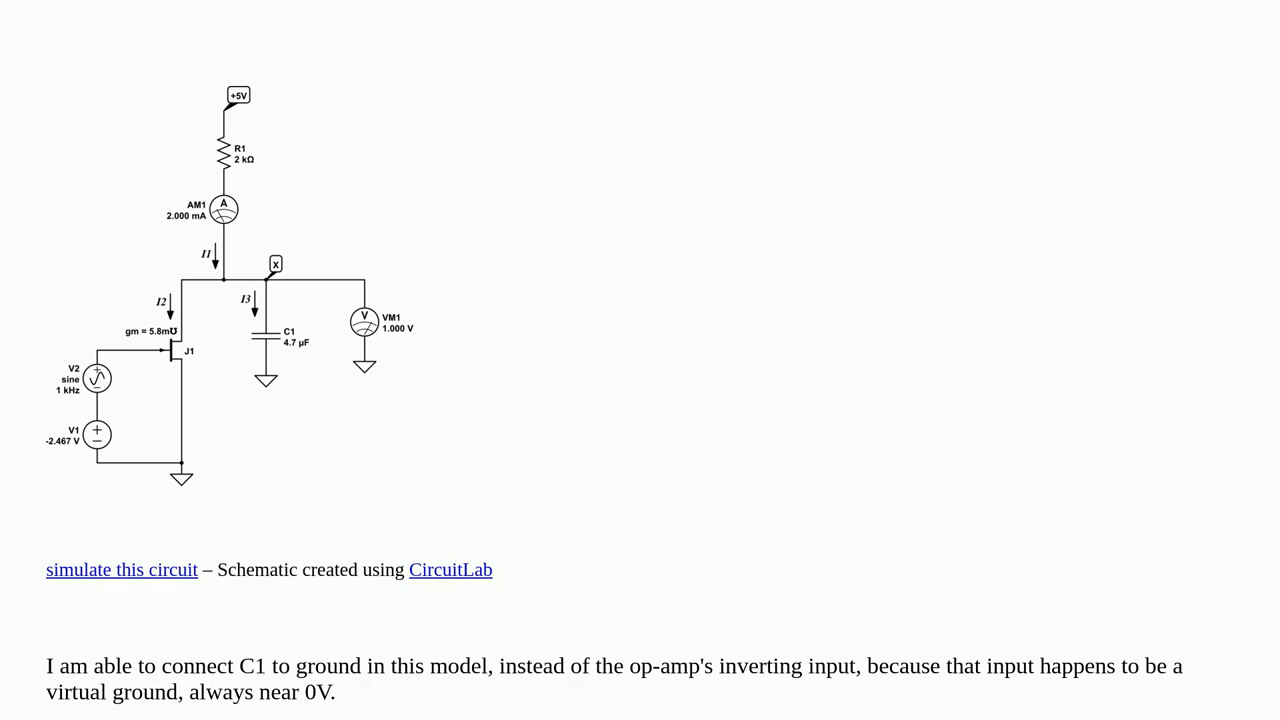 +5V
R1
2 kΩ
AM1
2.000 mA
A
I1
X
I2
I3
gm = 5.8m℧
J1
C1
4.7 µF
V
VM1
1.000 V
V2
sine
1 kHz
V1
-2.467 V
simulate this circuit – Schematic created using CircuitLab
I am able to connect C1 to ground in this model, instead of the op-amp's inverting input, because that input happens to be a
virtual ground, always near 0V.